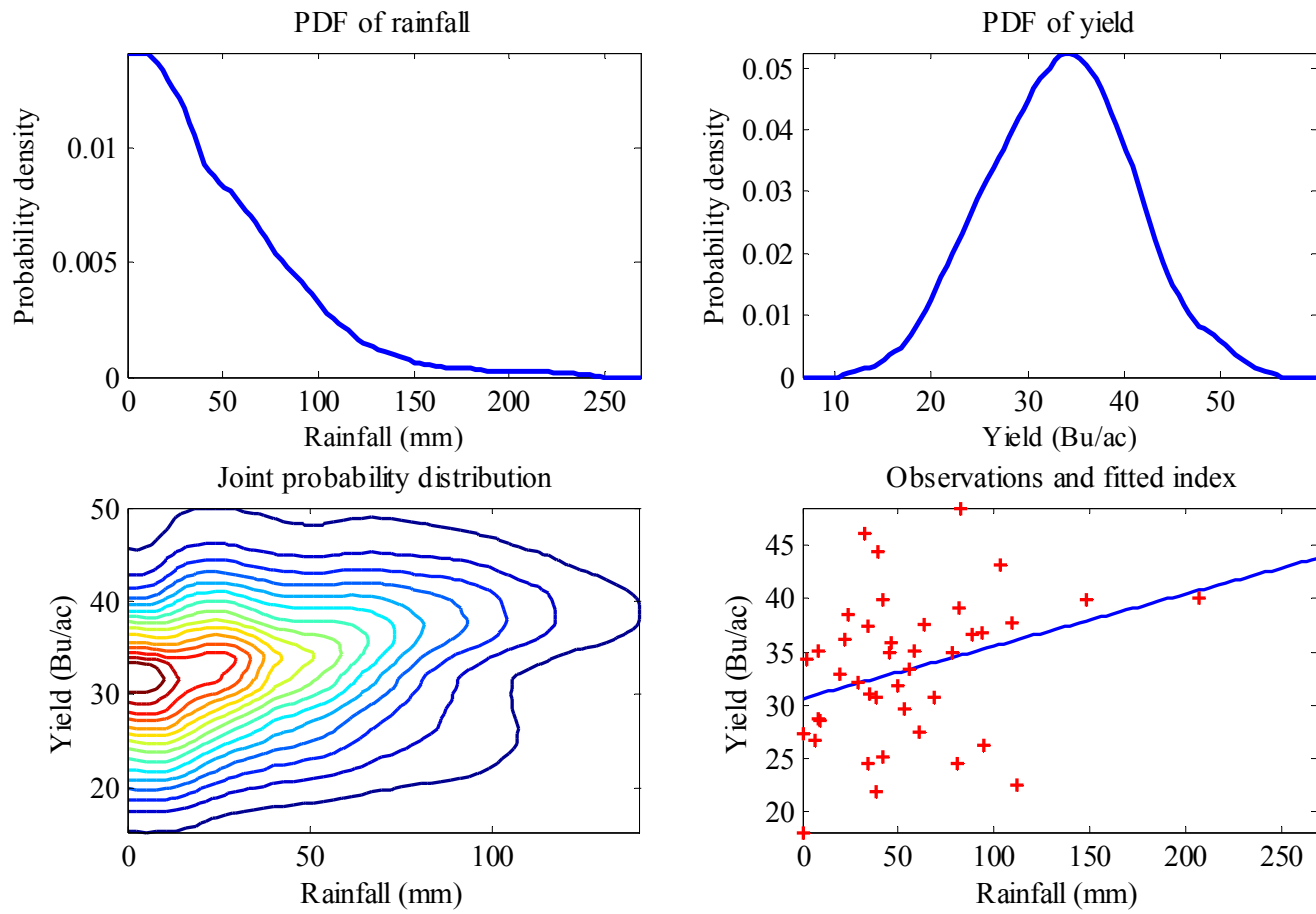 PDF of rainfall
Probability density
0.01
0.005
0
0 50 100 150 200 250
Rainfall (mm)
PDF of yield
Probability density
0.05
0.04
0.03
0.02
0.01
0
10 20 30 40 50
Yield (Bu/ac)
Joint probability distribution
Yield (Bu/ac)
50
40
30
20
0 50 100
Rainfall (mm)
Observations and fitted index
Yield (Bu/ac)
45
40
35
30
25
20
0 50 100 150 200 250
Rainfall (mm)